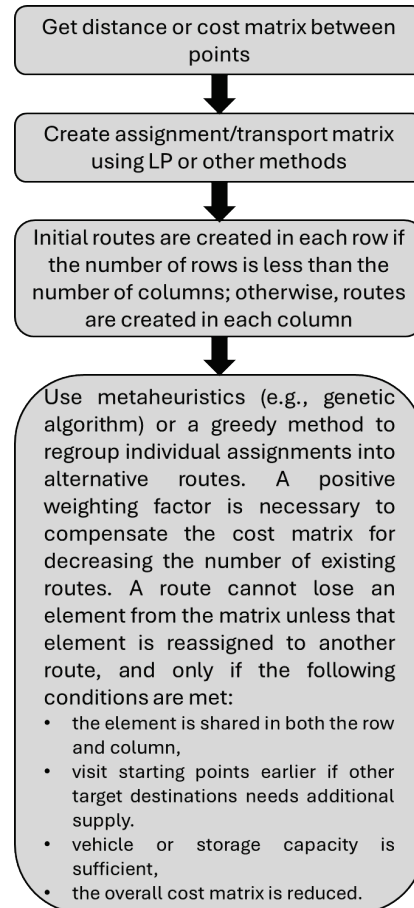 Get distance or cost matrix between
points
Create assignment/transport matrix
using LP or other methods
Initial routes are created in each row if
the number of rows is less than the
number of columns; otherwise, routes
are created in each column
Use metaheuristics (e.g., genetic
algorithm) or a greedy method to
regroup individual assignments into
alternative routes. A positive
weighting factor is necessary to
compensate the cost matrix for
decreasing the number of existing
routes. A route cannot lose an
element from the matrix unless that
element is reassigned to another
route, and only if the following
conditions are met:
• the element is shared in both the row
and column,
• visit starting points earlier if other
target destinations needs additional
supply.
• vehicle or storage capacity is
sufficient,
• the overall cost matrix is reduced.